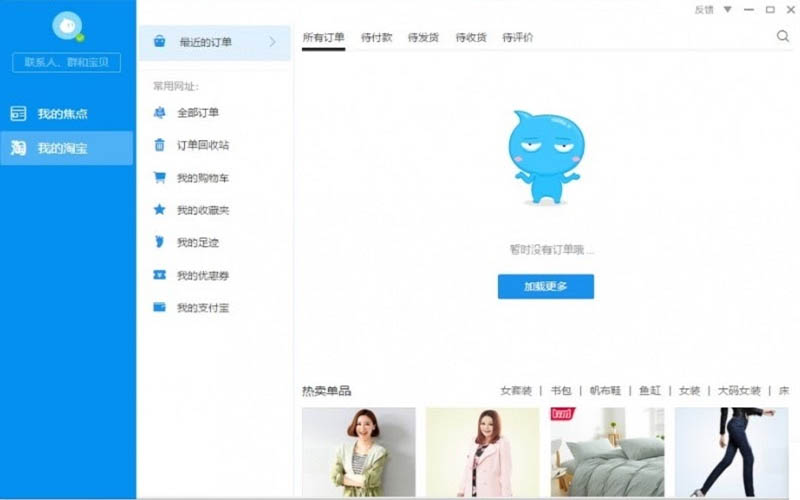 反馈
联系人、群和宝贝
我的焦点
我的淘宝
最近的订单
常用网址:
全部订单
订单回收站
我的购物车
我的收藏夹
我的足迹
我的优惠券
我的支付宝
所有订单 待付款 待发货 待收货 待评价
暂时没有订单哦...
加载更多
热卖单品
女套装 | 书包 | 帆布鞋 | 鱼缸 | 女装 | 大码女装 | 床